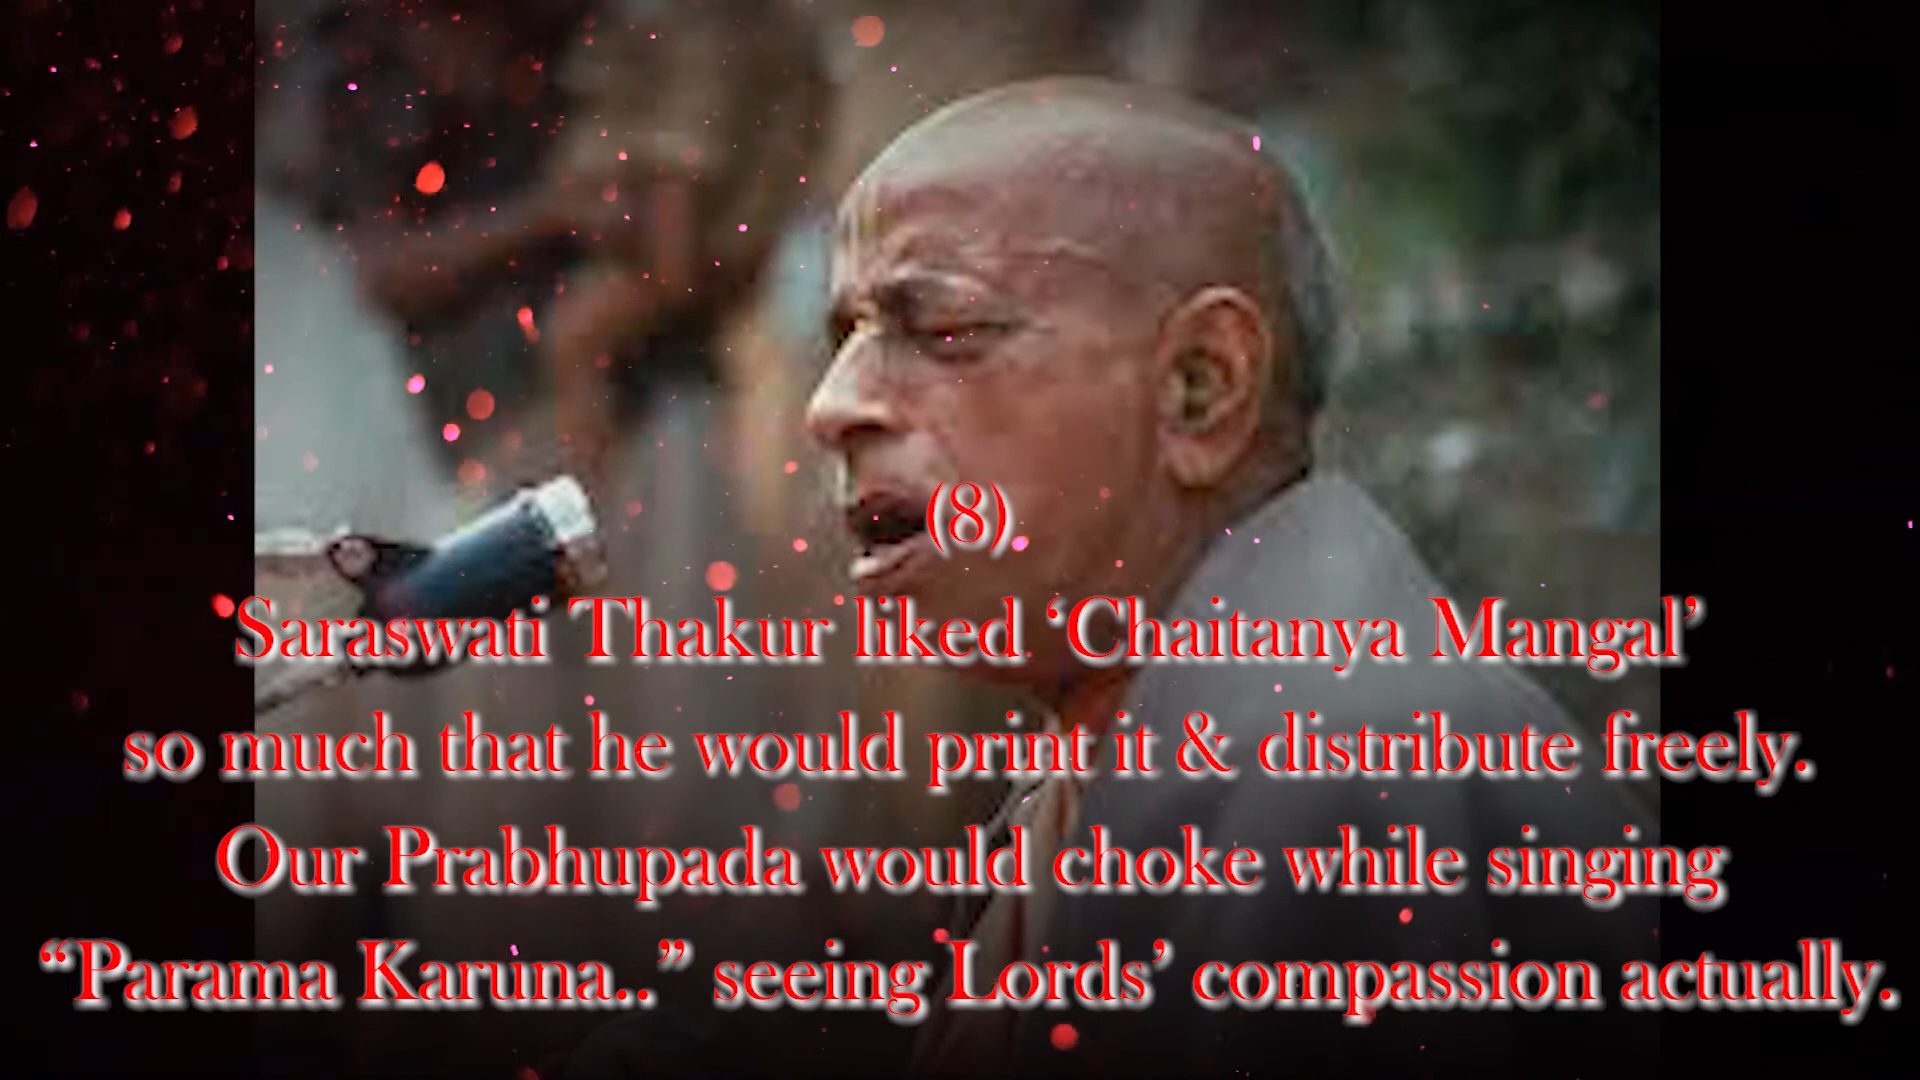 (8)
Saraswati Thakur liked ‘Chaitanya Mangal’
so much that he would print it & distribute freely.
Our Prabhupada would choke while singing
“Parama Karuna..” seeing Lords’ compassion actually.